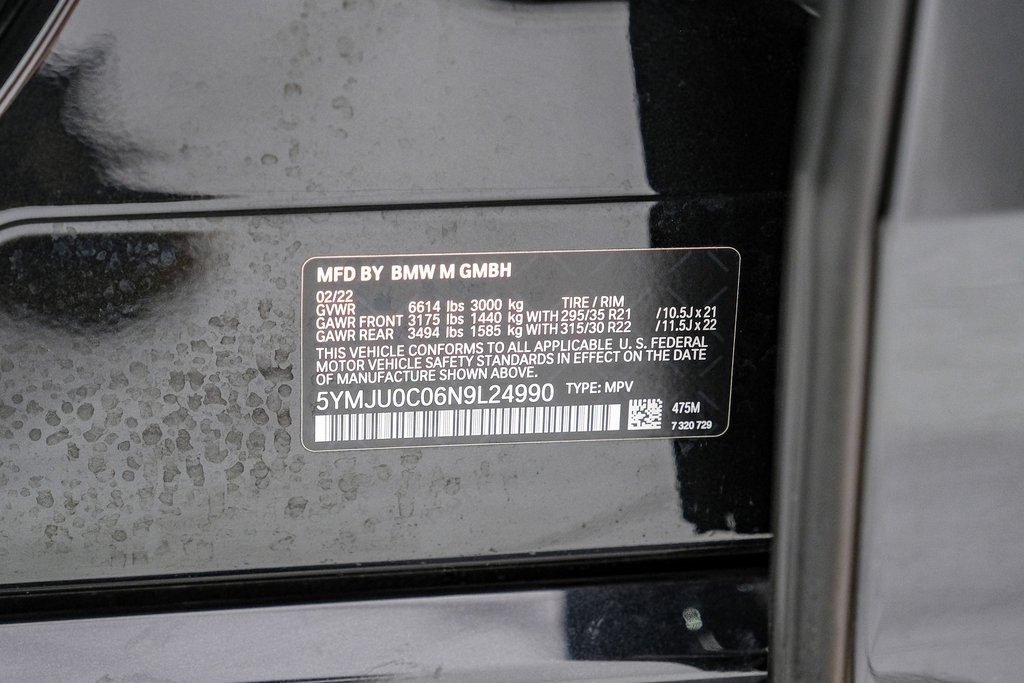 MFD BY BMW M GMBH
02/22
GVWR 6614 lbs 3000 kg TIRE / RIM
GAWR FRONT 3175 lbs 1440 kg WITH 295/35 R21 /10.5J x 21
GAWR REAR 3494 lbs 1585 kg WITH 315/30 R22 /11.5J x 22
THIS VEHICLE CONFORMS TO ALL APPLICABLE U. S. FEDERAL
MOTOR VEHICLE SAFETY STANDARDS IN EFFECT ON THE DATE
OF MANUFACTURE SHOWN ABOVE.
5YMJU0C06N9L24990 TYPE: MPV
475M
7 320 729